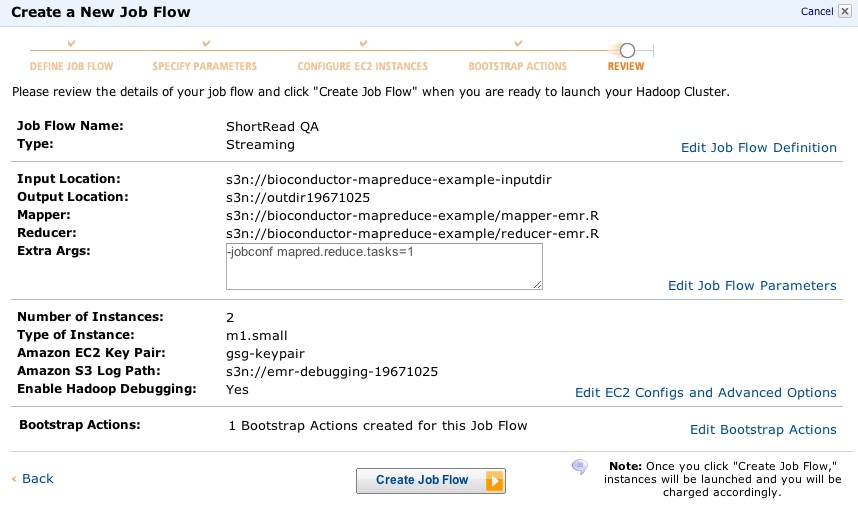 Create a New Job Flow
Cancel
DEFINE JOB FLOW SPECIFY PARAMETERS CONFIGURE EC2 INSTANCES BOOTSTRAP ACTIONS REVIEW
Please review the details of your job flow and click "Create Job Flow" when you are ready to launch your Hadoop Cluster.
Job Flow Name: ShortRead QA
Type: Streaming
Edit Job Flow Definition
Input Location: s3n://bioconductor-mapreduce-example-inputdir
Output Location: s3n://outdir19671025
Mapper: s3n://bioconductor-mapreduce-example/mapper-emr.R
Reducer: s3n://bioconductor-mapreduce-example/reducer-emr.R
Extra Args: -jobconf mapred.reduce.tasks=1
Edit Job Flow Parameters
Number of Instances: 2
Type of Instance: m1.small
Amazon EC2 Key Pair: gsg-keypair
Amazon S3 Log Path: s3n://emr-debugging-19671025
Enable Hadoop Debugging: Yes
Edit EC2 Configs and Advanced Options
Bootstrap Actions: 1 Bootstrap Actions created for this Job Flow
Edit Bootstrap Actions
‹ Back
Create Job Flow
Note: Once you click "Create Job Flow,"
instances will be launched and you will be
charged accordingly.